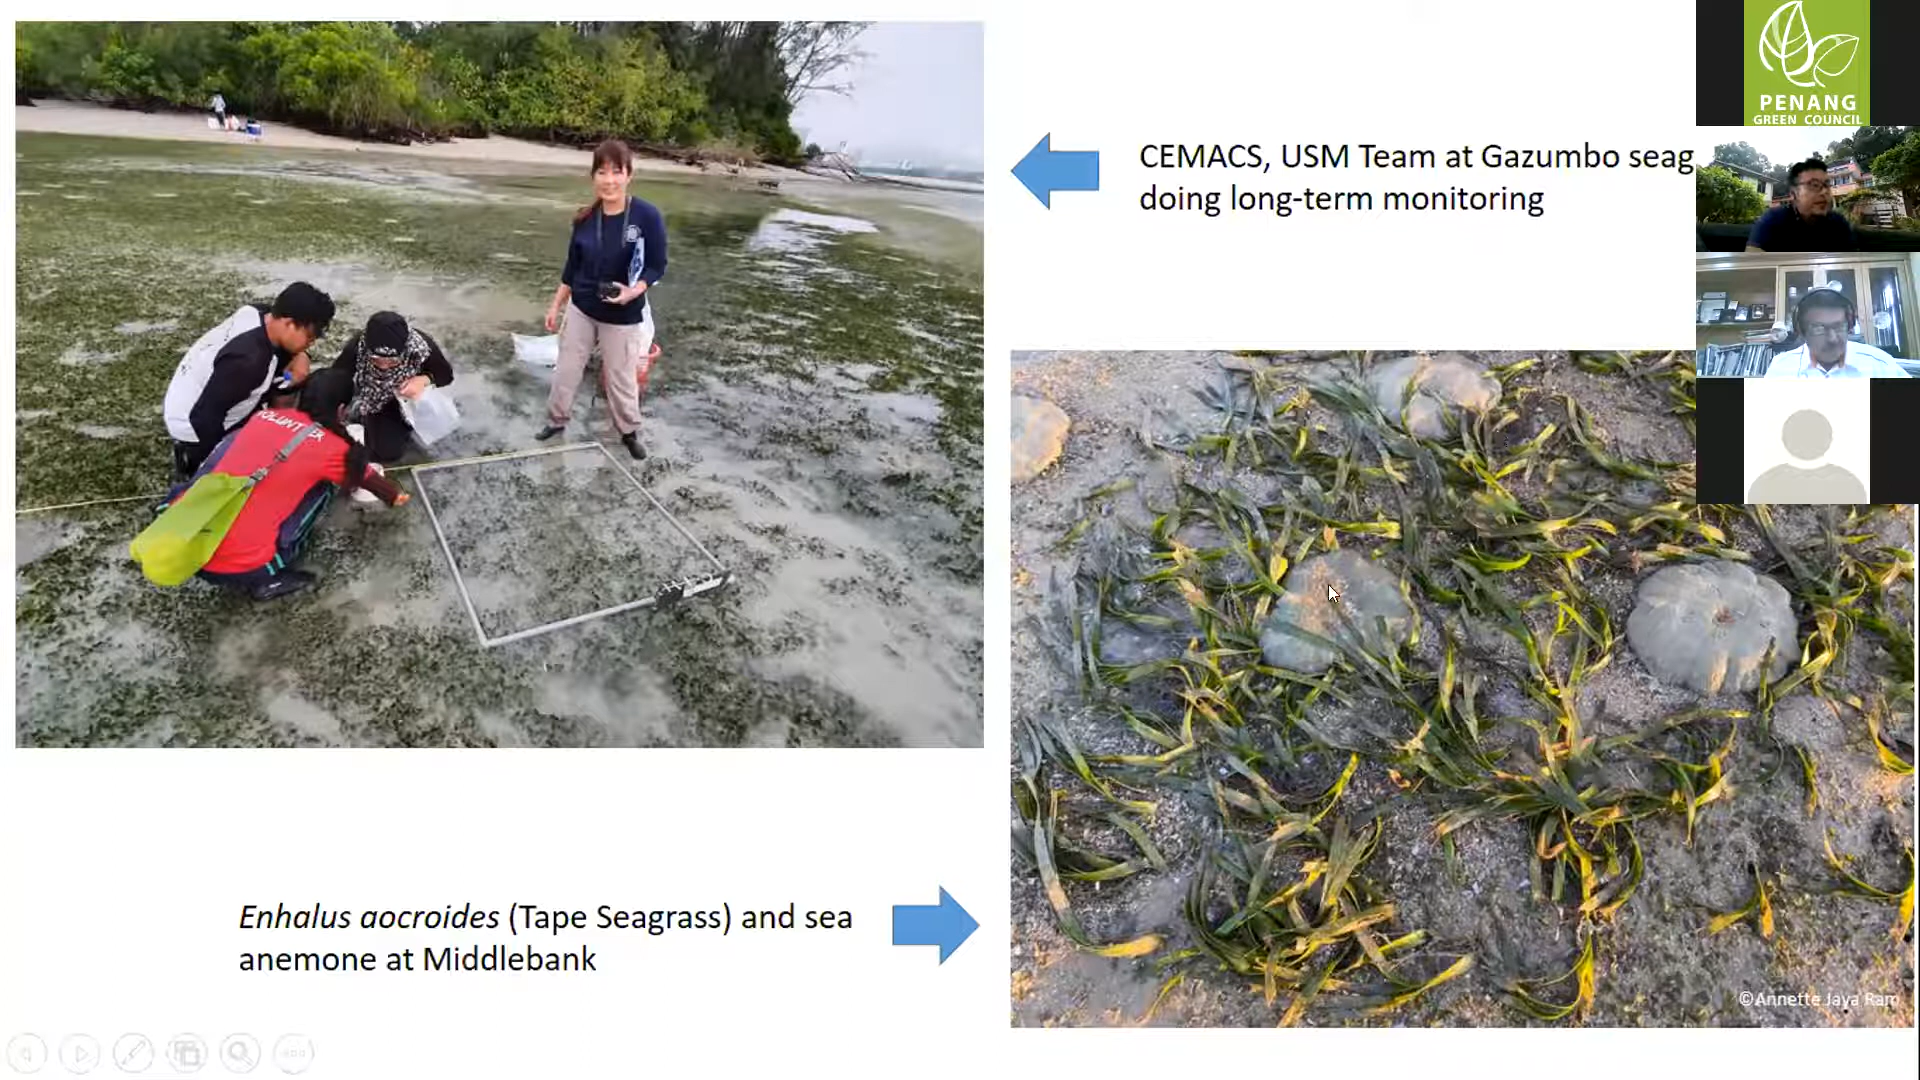 PENANG
GREEN COUNCIL
CEMACS, USM Team at Gazumbo seag
doing long-term monitoring
VOLUNTEER
Enhalus aocroides (Tape Seagrass) and sea
anemone at Middlebank
©Annette Jaya Ram